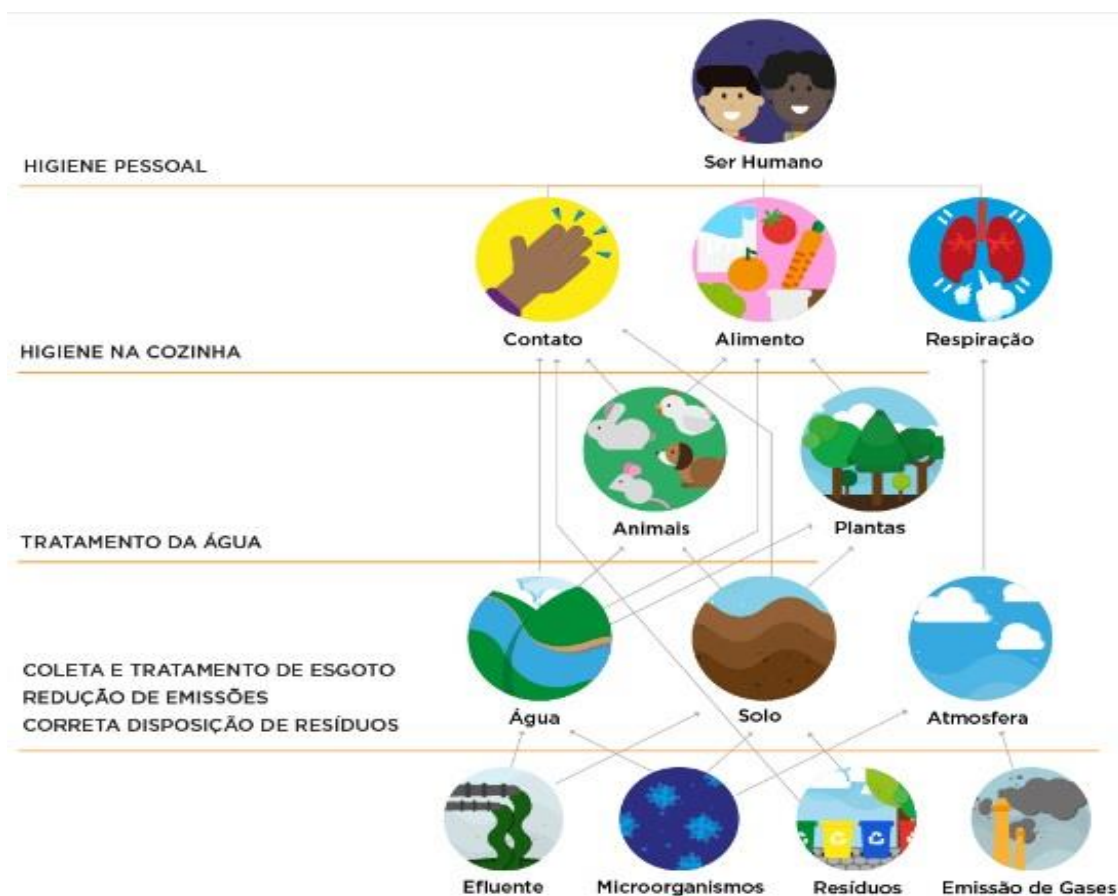 Ser Humano
HIGIENE PESSOAL
Contato
Alimento
Respiração
HIGIENE NA COZINHA
Animais
Plantas
TRATAMENTO DA ÁGUA
COLETA E TRATAMENTO DE ESGOTO
REDUÇÃO DE EMISSÕES
CORRETA DISPOSIÇÃO DE RESÍDUOS
Água
Solo
Atmosfera
Efluente
Microorganismos
Resíduos
Emissão de Gases